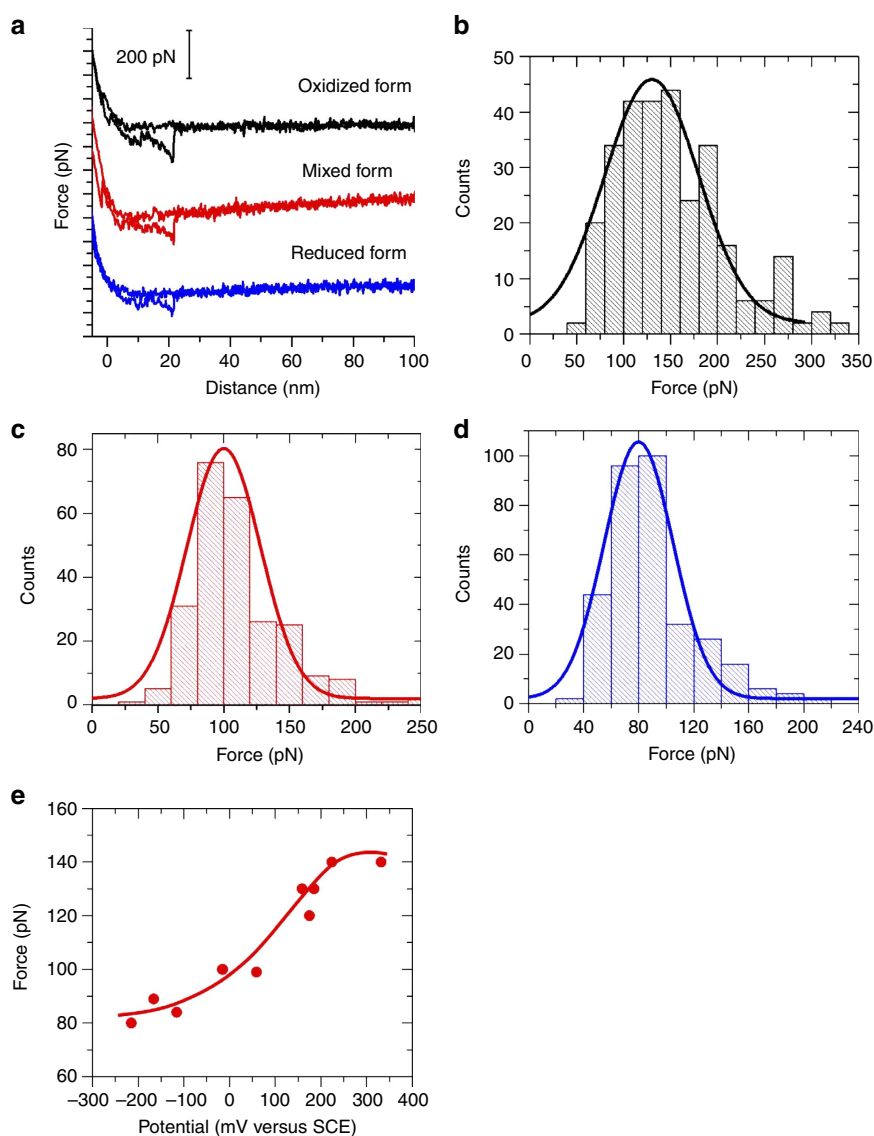 a
200 pN
Oxidized form
Mixed form
Reduced form
Force (pN)
0 20 40 60 80 100
Distance (nm)
b
50
40
30
20
10
0
Counts
0 50 100 150 200 250 300 350
Force (pN)
c
80
60
40
20
0
Counts
0 50 100 150 200 250
Force (pN)
d
100
80
60
40
20
0
Counts
0 40 80 120 160 200 240
Force (pN)
e
160
140
120
100
80
60
Force (pN)
–300 –200 –100 0 100 200 300 400
Potential (mV versus SCE)